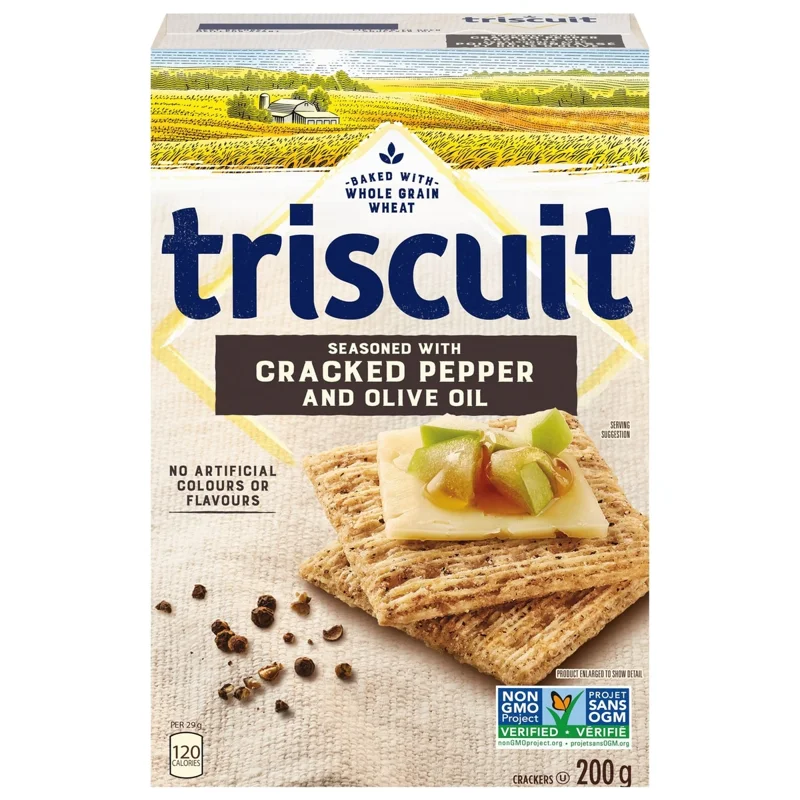 triscuit
BAKED WITH
WHOLE GRAIN
WHEAT
triscuit
SEASONED WITH
CRACKED PEPPER
AND OLIVE OIL
SERVING
SUGGESTION
NO ARTIFICIAL
COLOURS OR
FLAVOURS
PRODUCT ENLARGED TO SHOW DETAIL
NON
GMO
Project
VERIFIED
PROJET
SANS
OGM
VÉRIFIÉ
nonGMOproject.org • projetsansOGM.org
PER 29 g
120
CALORIES
CRACKERS U 200 g